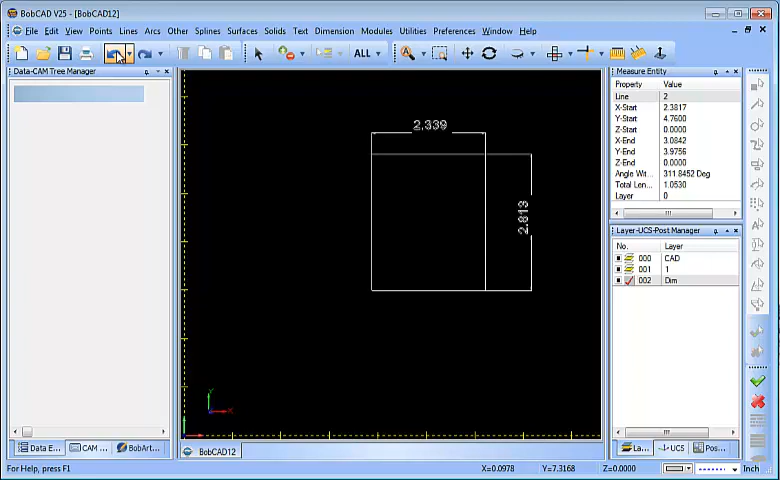 BobCAD V25 - [BobCAD12]
File Edit View Points Lines Arcs Other Splines Surfaces Solids Text Dimension Modules Utilities Preferences Window Help
ALL
Data-CAM Tree Manager
Measure Entity
Property Value
Line 2
X-Start 2.3817
Y-Start 4.7600
Z-Start 0.0000
X-End 3.0842
Y-End 3.9756
Z-End 0.0000
Angle Wit... 311.8452 Deg
Total Len... 1.0530
Layer 0
2.339
2.813
Layer-UCS-Post Manager
No. Layer
000 CAD
001 1
002 Dim
Y
X
Data E... CAM ... BobArt...
BobCAD12
La... UCS Pos...
For Help, press F1
X=0.0978 Y=7.3168 Z=0.0000
Inch